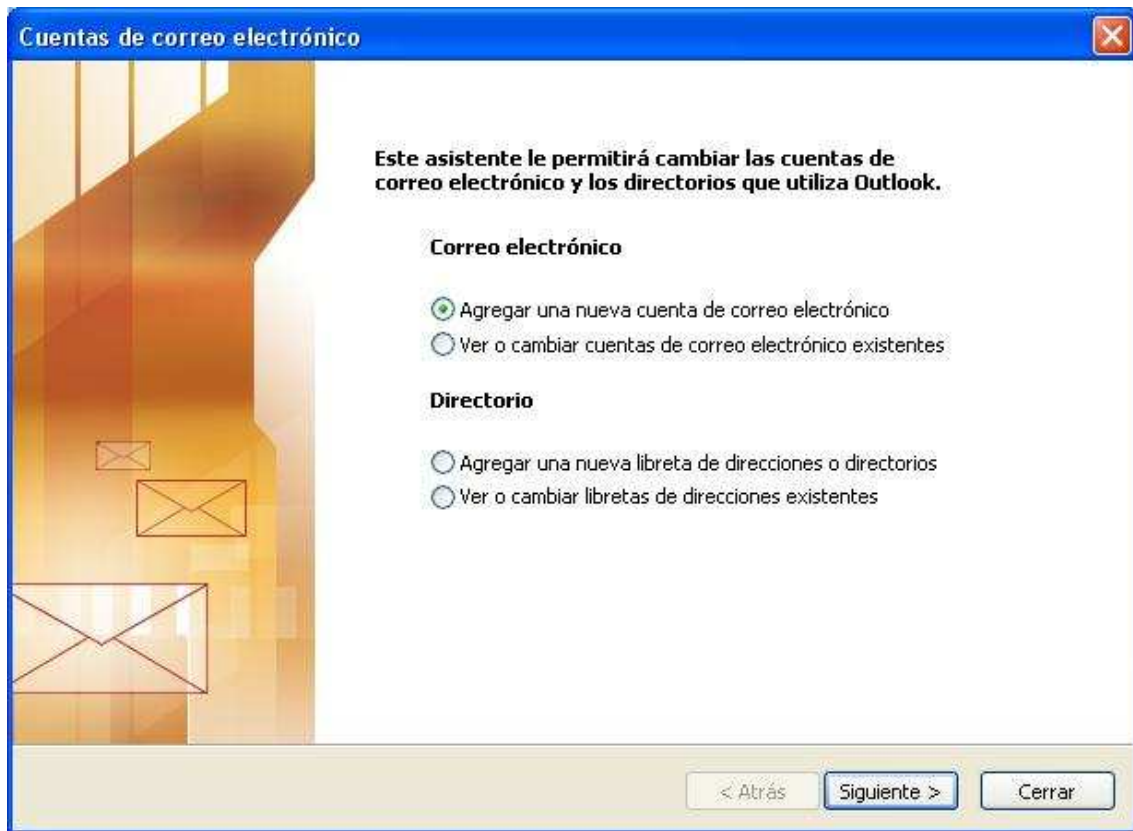 Cuentas de correo electrónico
Este asistente le permitirá cambiar las cuentas de
correo electrónico y los directorios que utiliza Outlook.
Correo electrónico
Agregar una nueva cuenta de correo electrónico
Ver o cambiar cuentas de correo electrónico existentes
Directorio
Agregar una nueva libreta de direcciones o directorios
Ver o cambiar libretas de direcciones existentes
< Atrás
Siguiente >
Cerrar